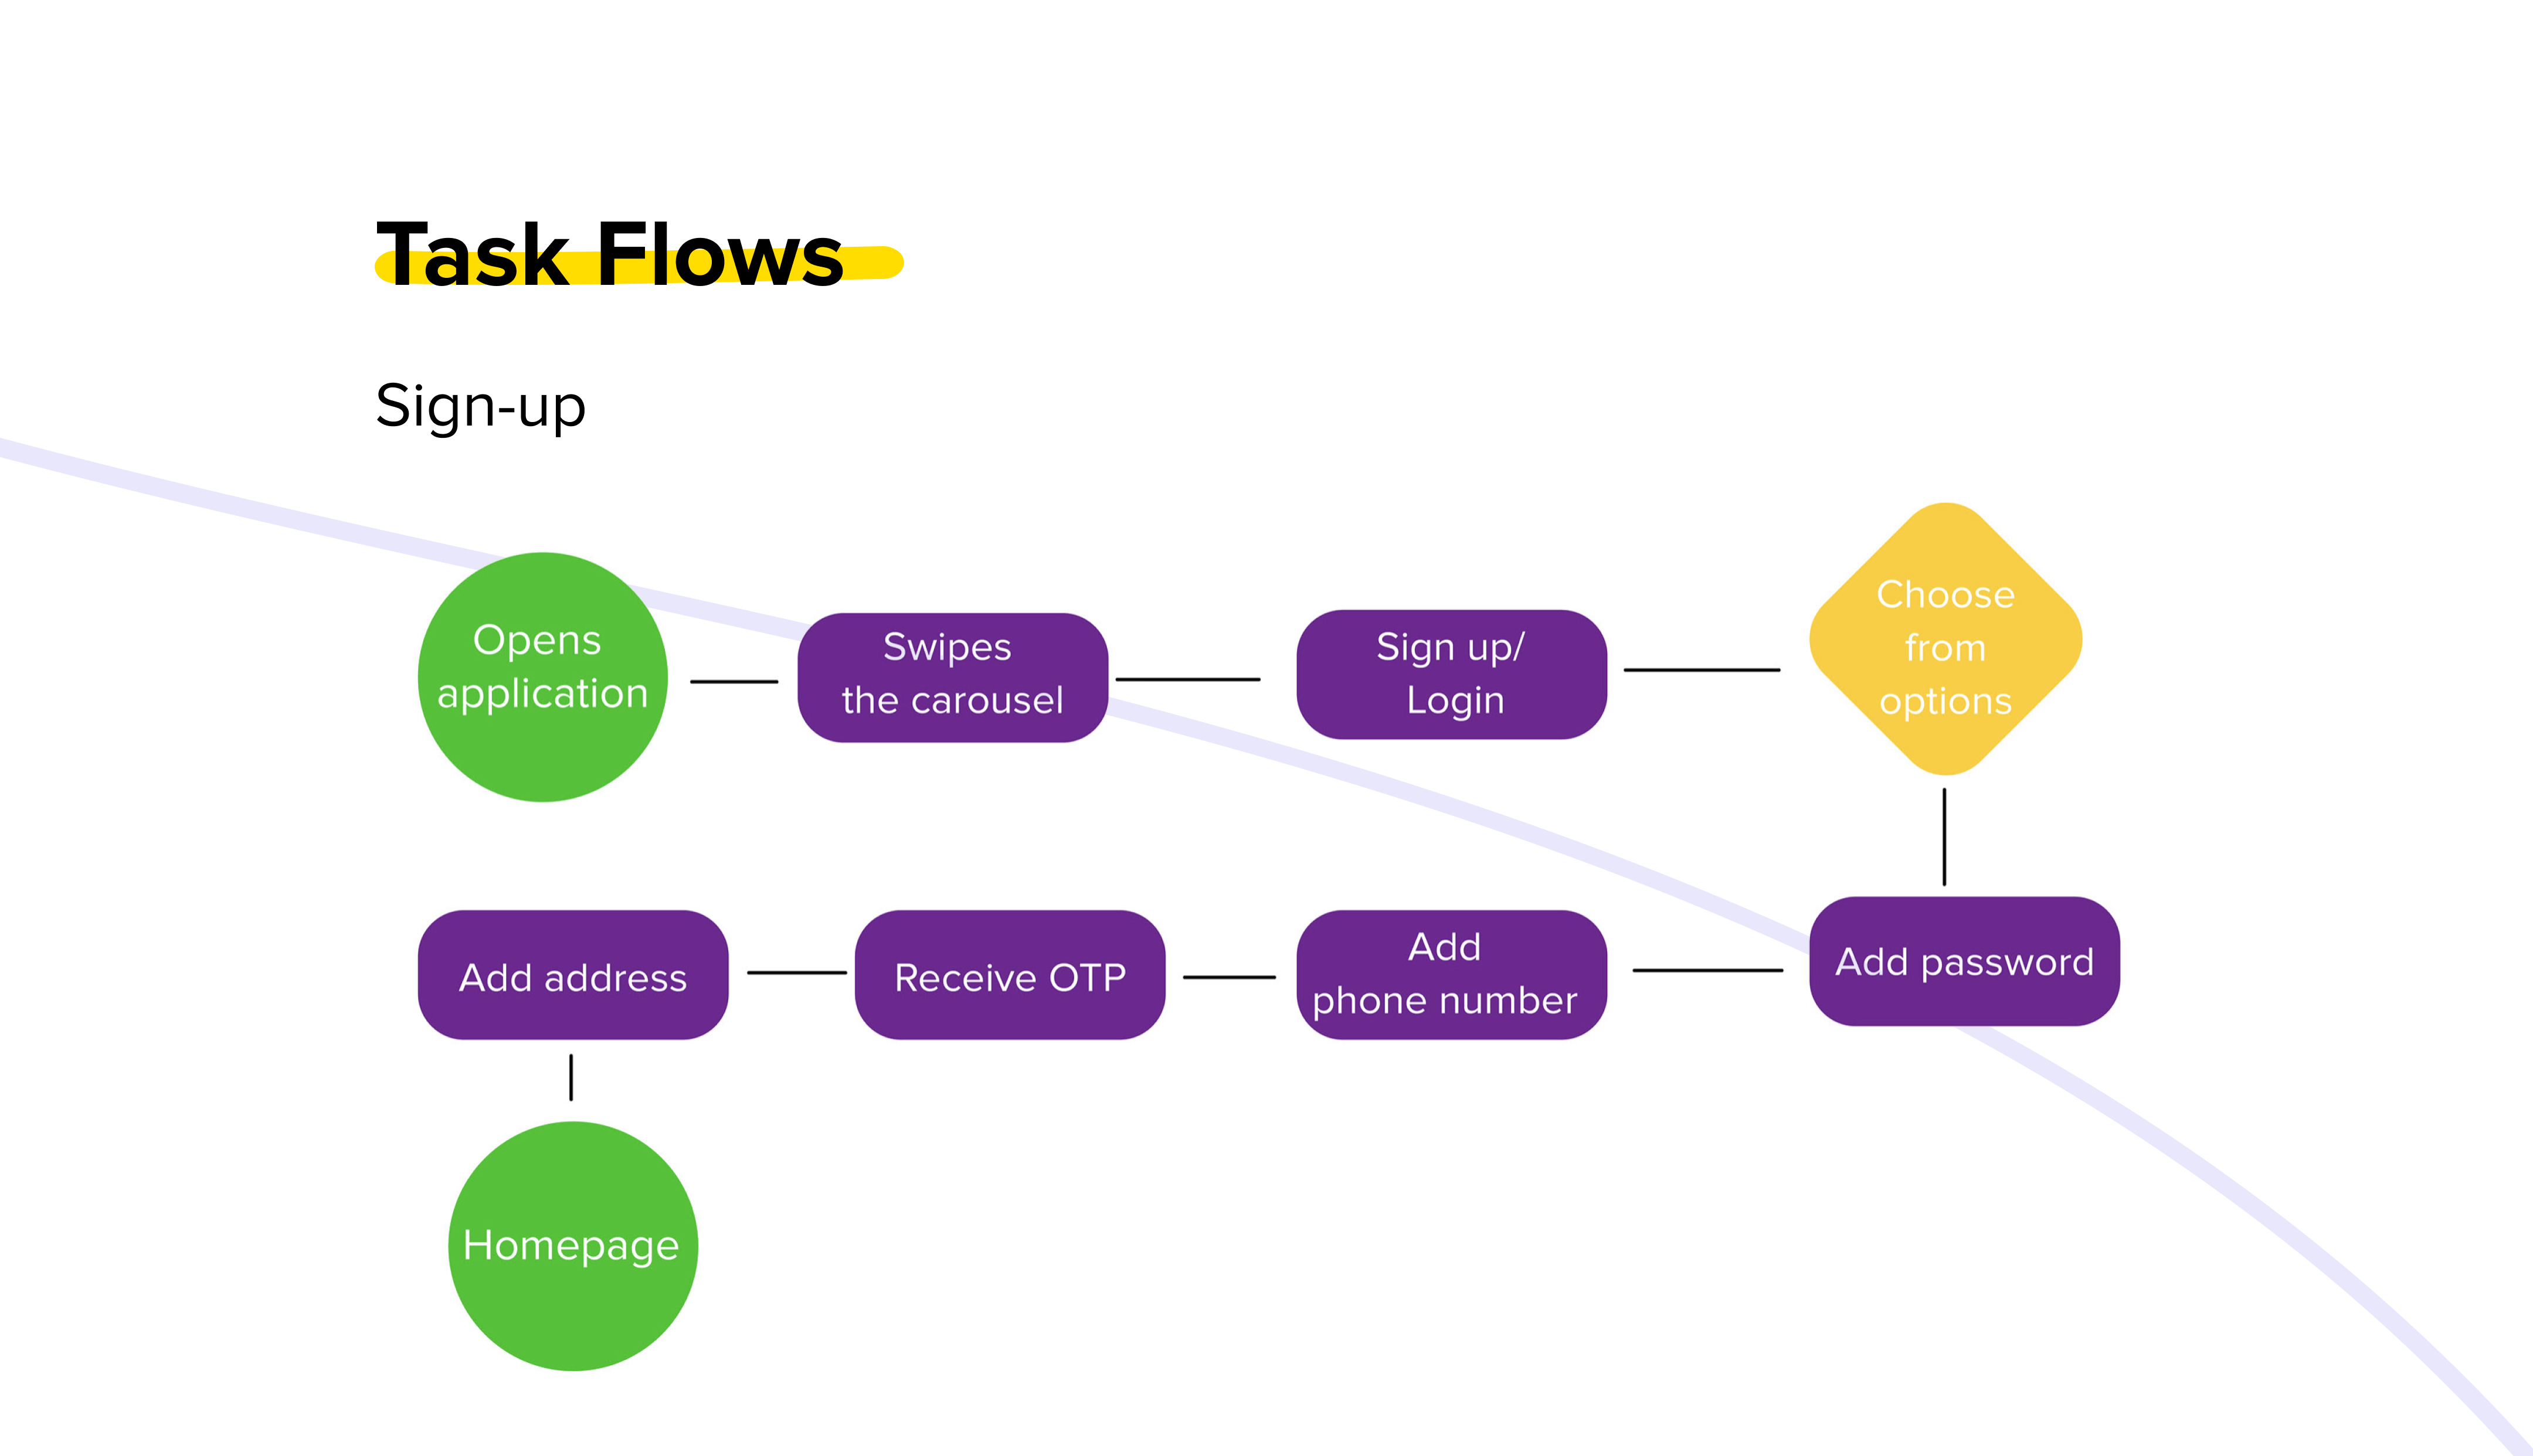 Task Flows
Sign-up
Opens
application
Swipes
the carousel
Sign up/
Login
Choose
from
options
Add address
Receive OTP
Add
phone number
Add password
Homepage